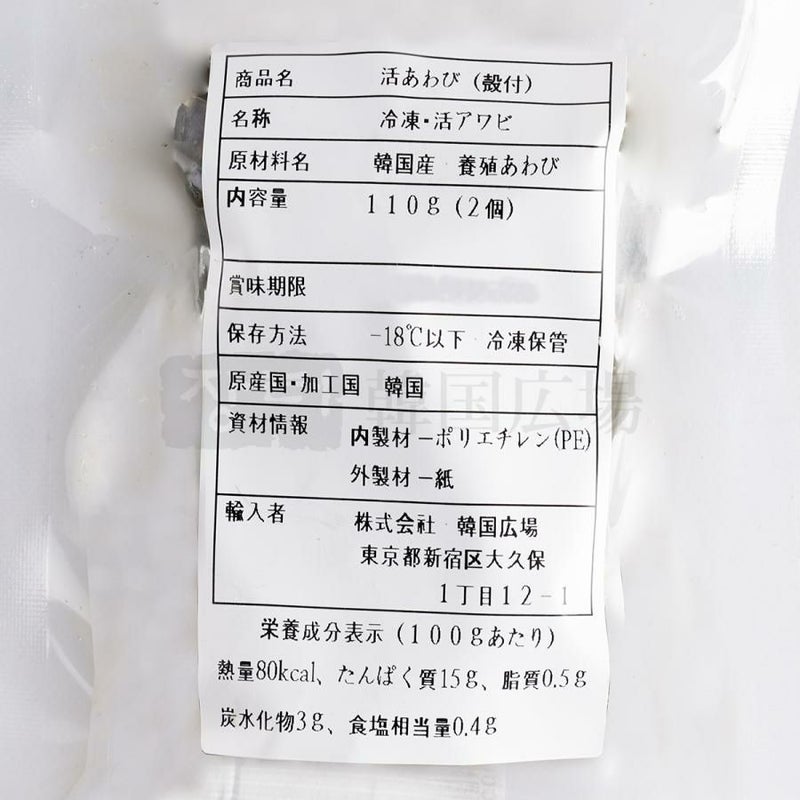 商品名 活あわび（殻付）
名称 冷凍・活アワビ
原材料名 韓国産 養殖あわび
内容量 110g（2個）
賞味期限
保存方法 -18℃以下 冷凍保管
原産国・加工国 韓国
資材情報 内製材－ポリエチレン(PE)
外製材－紙
輸入者 株式会社 韓国広場
東京都新宿区大久保
1丁目12-1
栄養成分表示（100gあたり）
熱量80kcal、たんぱく質15g、脂質0.5g
炭水化物3g、食塩相当量0.4g
韓国広場